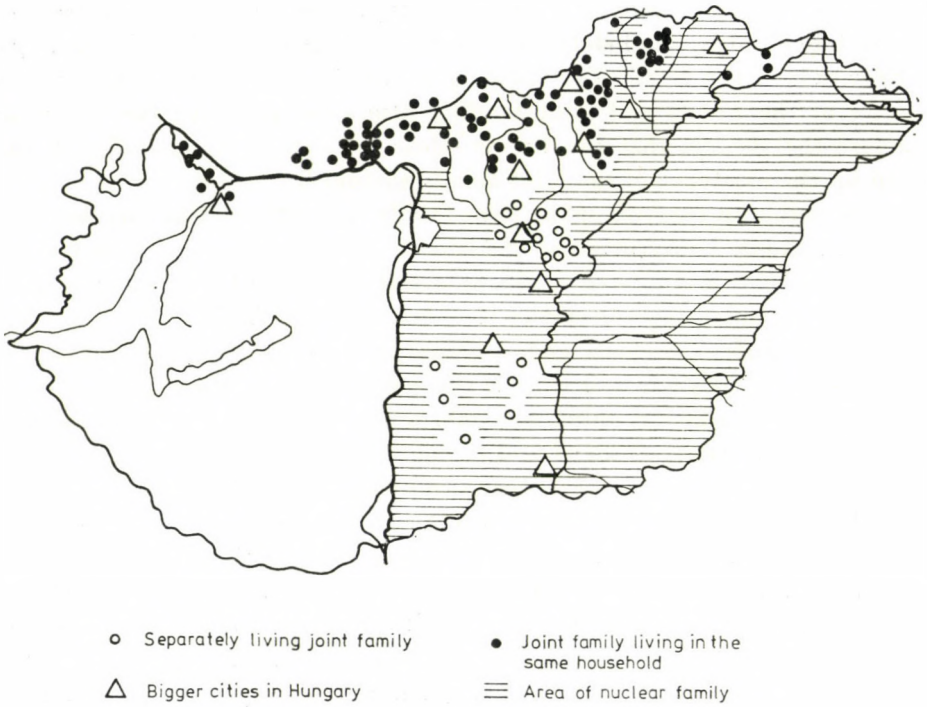 Separately living joint family
Joint family living in the
same household
Bigger cities in Hungary
Area of nuclear family